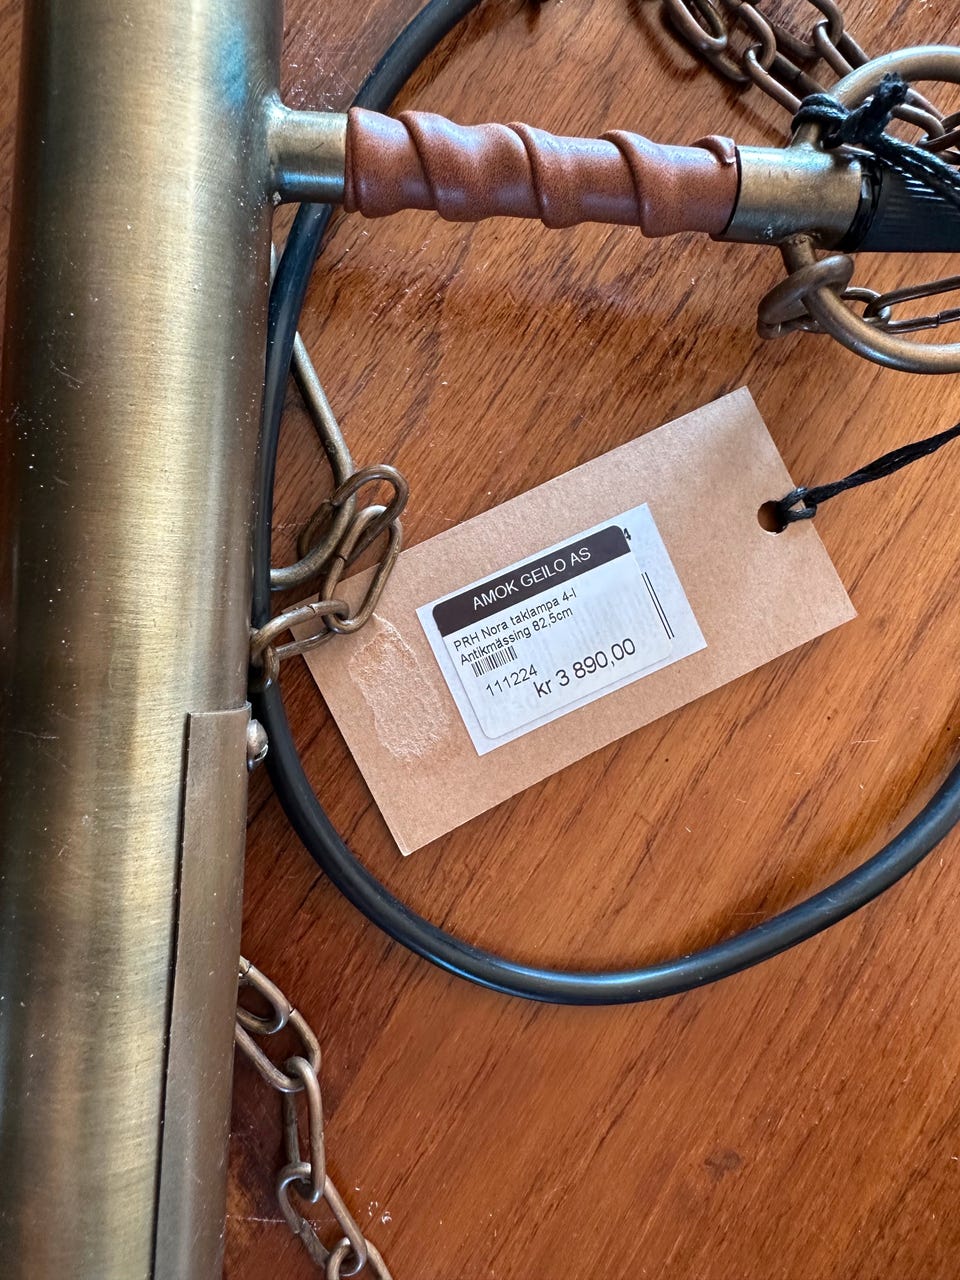 AMOK GEILO AS
PRH Nora taklampa 4-l
Antikmässing 82,5cm
111224
kr 3 890,00